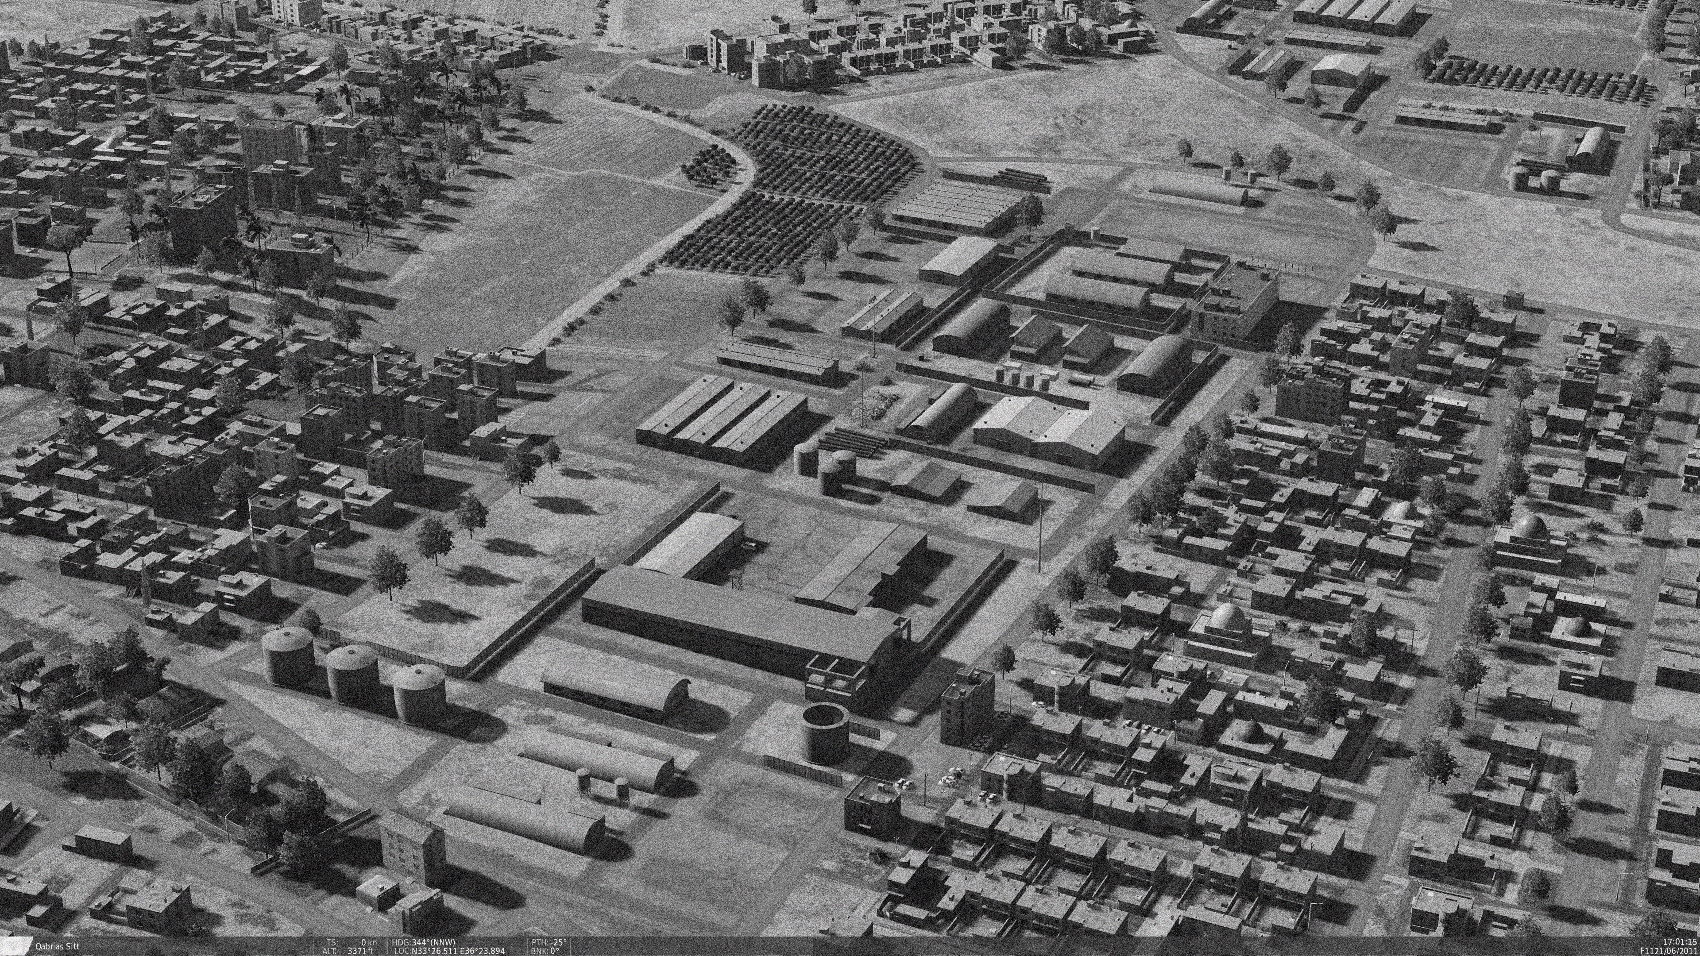 Qabrias Sitt
TS: 0 kn
ALT: 3371 ft
HDG:344°(NNW)
LOC:N33°26.511'E36°23.894
PTH:-25°
BNK: 0°
17:01:15
F1121/06/2011